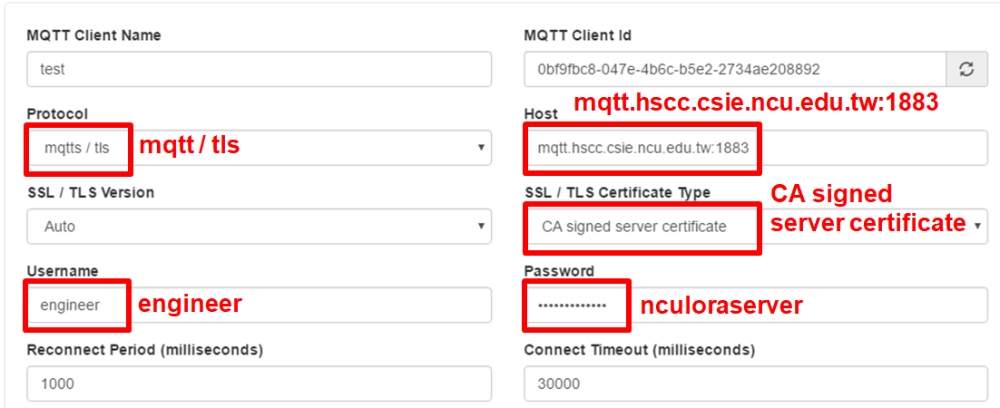 MQTT Client Name
MQTT Client Id
test
0bf9fbc8-047e-4b6c-b5e2-2734ae208892
mqtt.hscc.csie.ncu.edu.tw:1883
Protocol
Host
mqtts / tls
mqtt / tls
mqtt.hscc.csie.ncu.edu.tw:1883
SSL / TLS Version
SSL / TLS Certificate Type
CA signed
server certificate
Auto
CA signed server certificate
Username
Password
engineer
engineer
•••••••••••••
nculoraserver
Reconnect Period (milliseconds)
Connect Timeout (milliseconds)
1000
30000